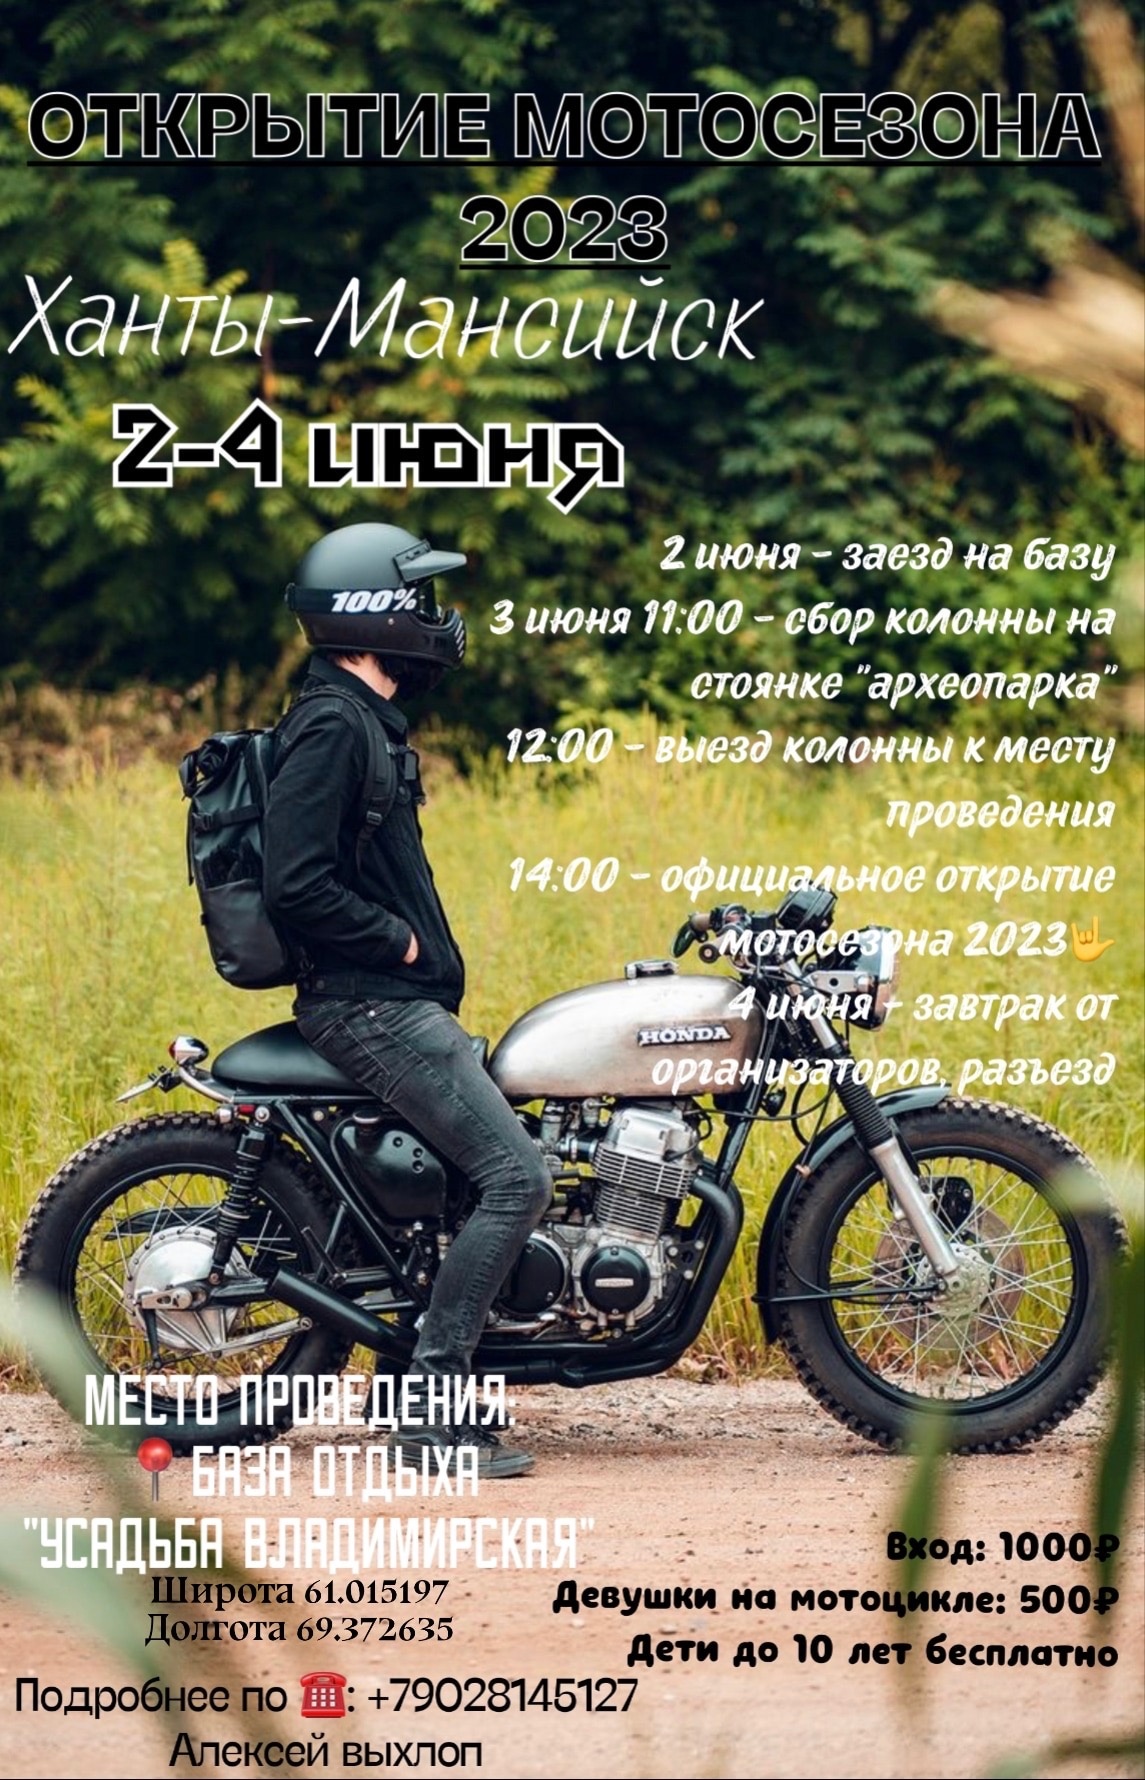 ОТКРЫТИЕ МОТОСЕЗОНА
2023
Ханты-Мансийск
2-4 июня
2 июня - заезд на базу
3 июня 11:00 - сбор колонны на
стоянке "археопарка"
12:00 - выезд колонны к месту
проведения
14:00 - официальное открытие
мотосезона 2023🤟
4 июня - завтрак от
организаторов, разъезд
100%
HONDA
МЕСТО ПРОВЕДЕНИЯ:
📍БАЗА ОТДЫХА
"УСАДЬБА ВЛАДИМИРСКАЯ"
Широта 61.015197
Долгота 69.372635
Вход: 1000₽
Девушки на мотоцикле: 500₽
Дети до 10 лет бесплатно
Подробнее по ☎️: +79028145127
Алексей выхлоп